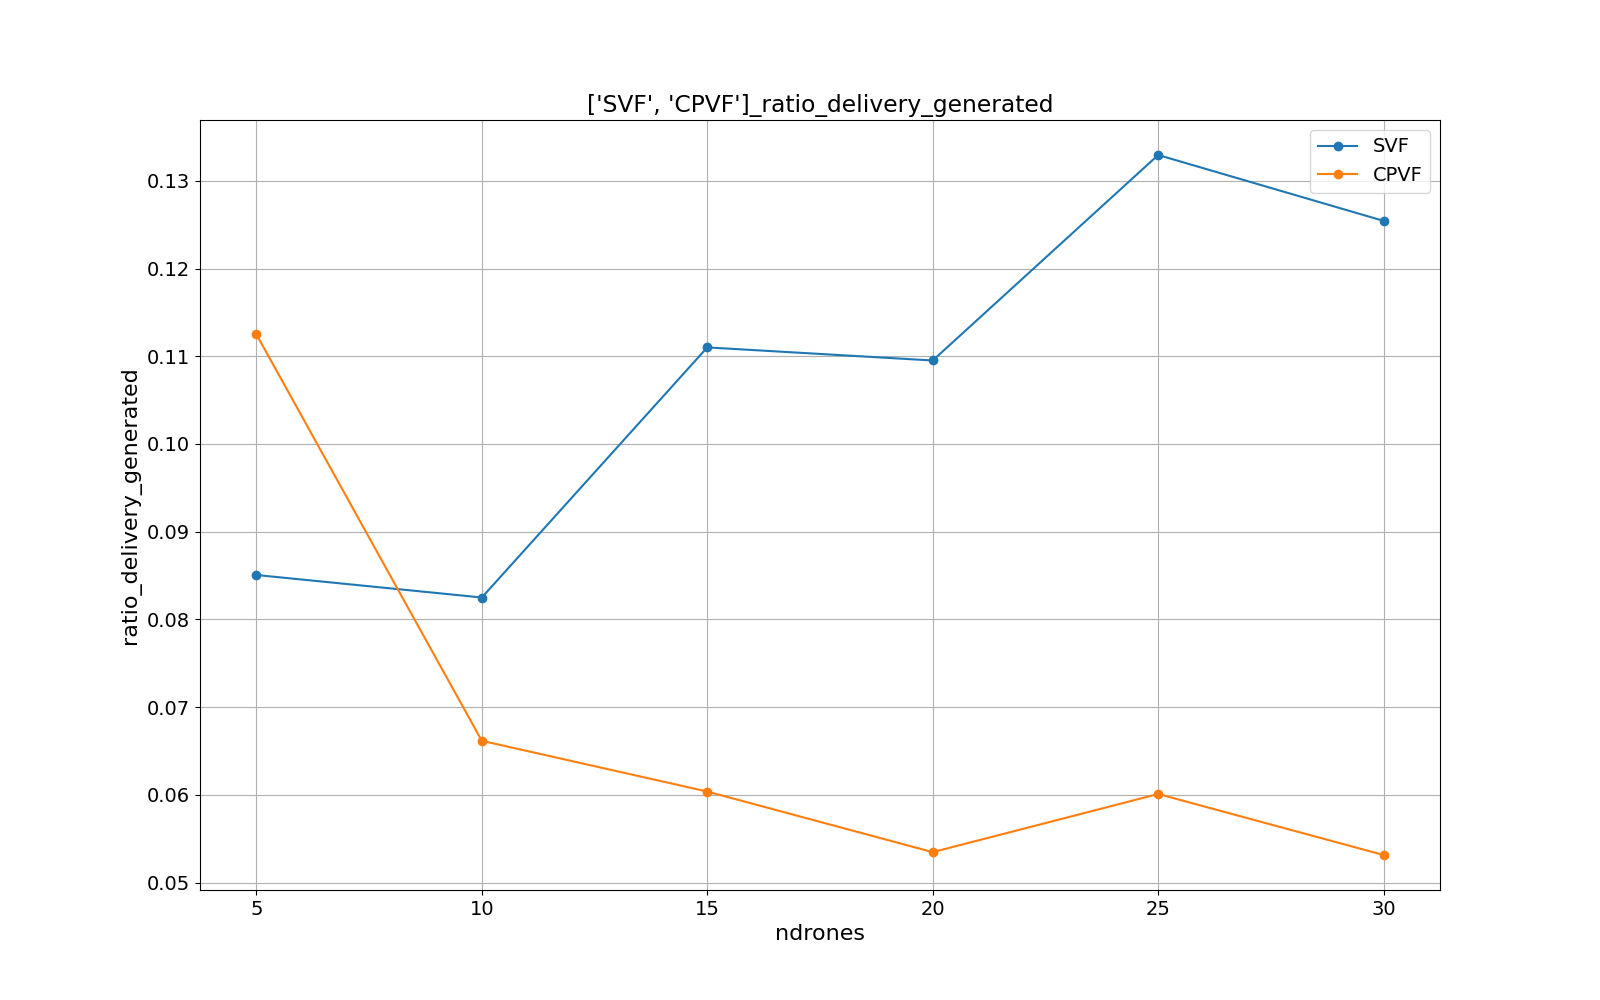 ['SVF', 'CPVF']_ratio_delivery_generated
SVF
CPVF
ratio_delivery_generated
0.13
0.12
0.11
0.10
0.09
0.08
0.07
0.06
0.05
5 10 15 20 25 30
ndrones